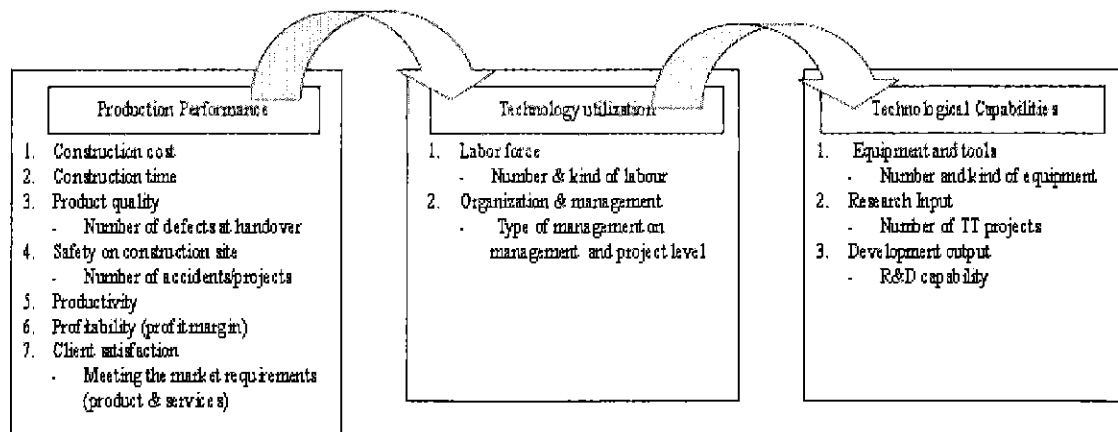 Production Performance
1. Construction cost
2. Construction time
3. Product quality
- Number of defects at handover
4. Safety on construction site
- Number of accidents/projects
5. Productivity
6. Profitability (profit margin)
7. Client satisfaction
- Meeting the market requirements
(product & services)
Technology utilization
1. Labor force
- Number & kind of labour
2. Organization & management
- Type of management on
management and project level
Technological Capabilities
1. Equipment and tools
- Number and kind of equipment
2. Research Input
- Number of TT projects
3. Development output
- R&D capability